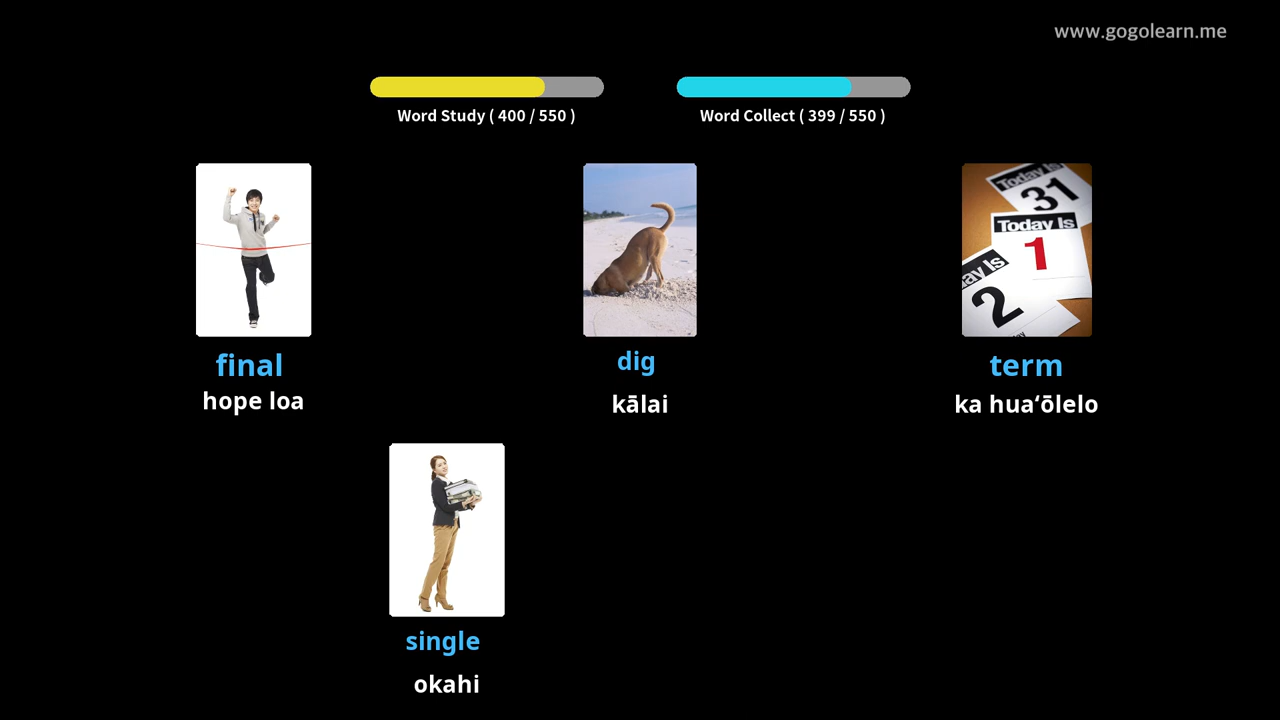 www.gogolearn.me
Word Study ( 400 / 550 )
Word Collect ( 399 / 550 )
Today Is
31
Today Is
1
ay Is
2
final
hope loa
dig
kālai
term
ka huaʻōlelo
single
okahi